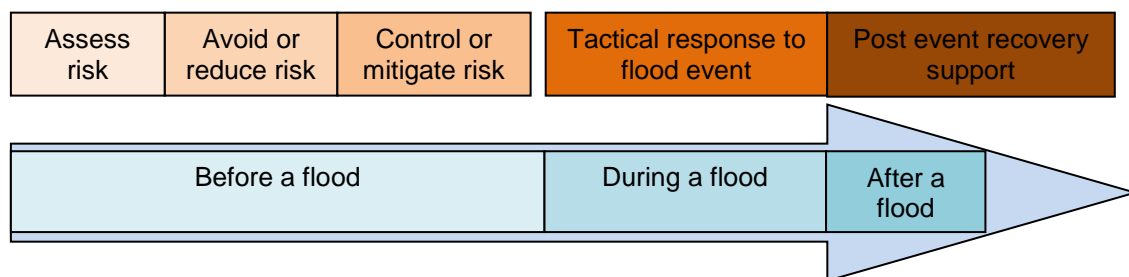 Assess
risk
Avoid or
reduce risk
Control or
mitigate risk
Tactical response to
flood event
Post event recovery
support
Before a flood
During a flood
After a
flood